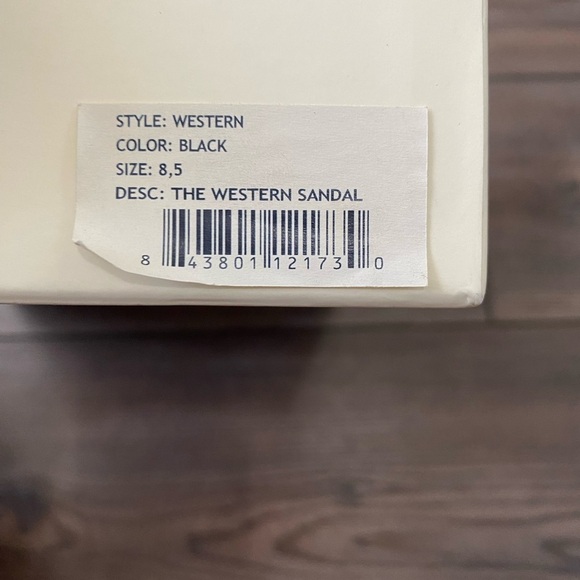 STYLE: WESTERN
COLOR: BLACK
SIZE: 8,5
DESC: THE WESTERN SANDAL
8 43801 12173 0